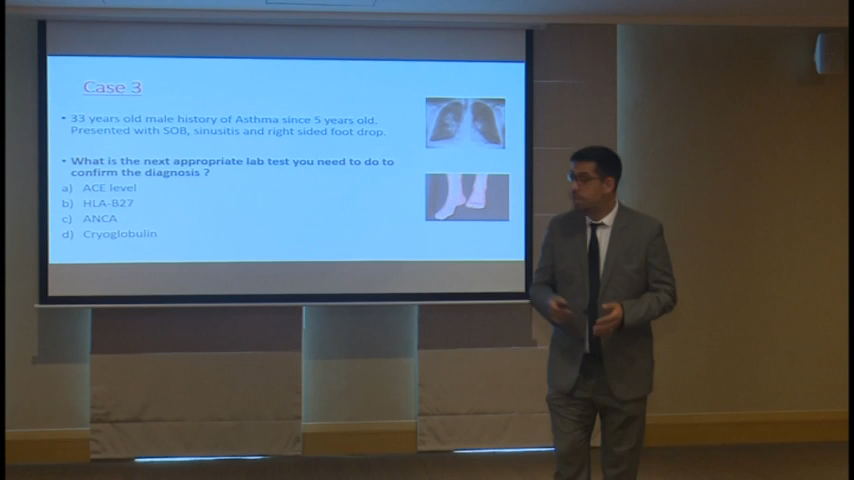 Case 3
• 33 years old male history of Asthma since 5 years old.
Presented with SOB, sinusitis and right sided foot drop.
• What is the next appropriate lab test you need to do to
confirm the diagnosis ?
a) ACE level
b) HLA-B27
c) ANCA
d) Cryoglobulin